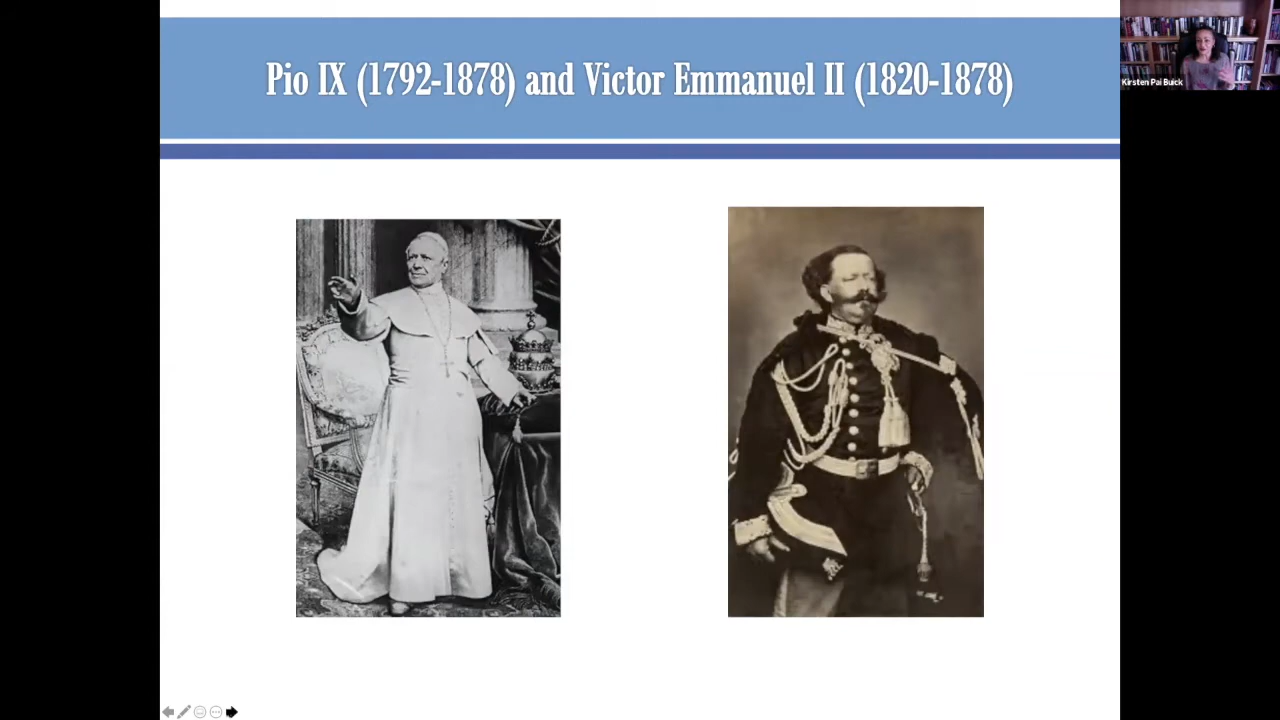 Pio IX (1792-1878) and Victor Emmanuel II (1820-1878)
Kirsten Pai Buick